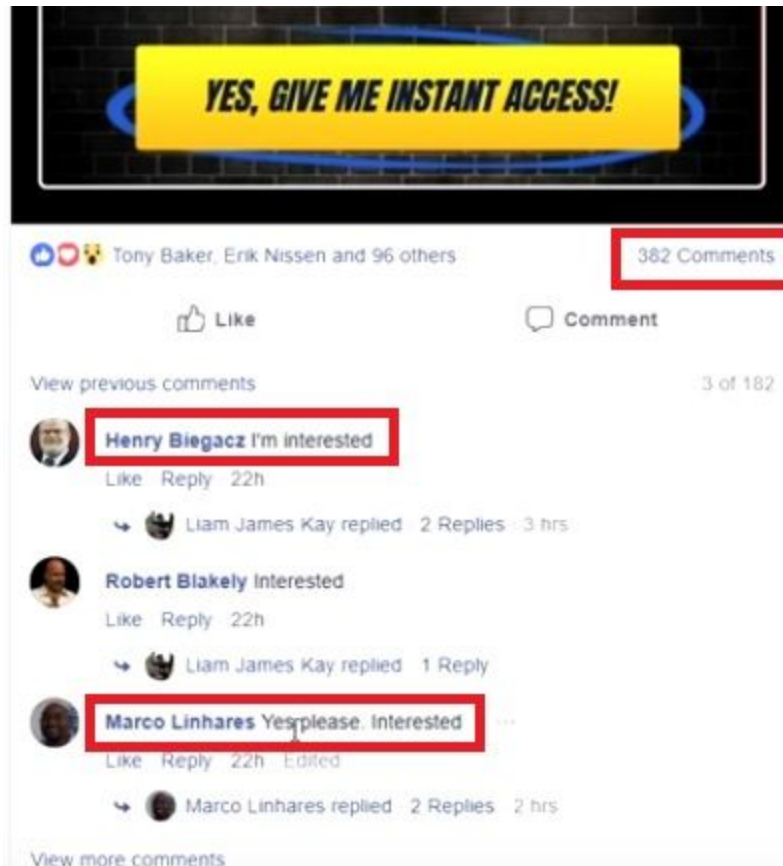 YES, GIVE ME INSTANT ACCESS!
Tony Baker, Erik Nissen and 96 others 382 Comments
Like Comment
View previous comments 3 of 182
Henry Biegacz I'm interested
Like Reply 22h
Liam James Kay replied 2 Replies 3 hrs
Robert Blakely Interested
Like Reply 22h
Liam James Kay replied 1 Reply
Marco Linhares Yes please. Interested
Like Reply 22h Edited
Marco Linhares replied 2 Replies 2 hrs
View more comments